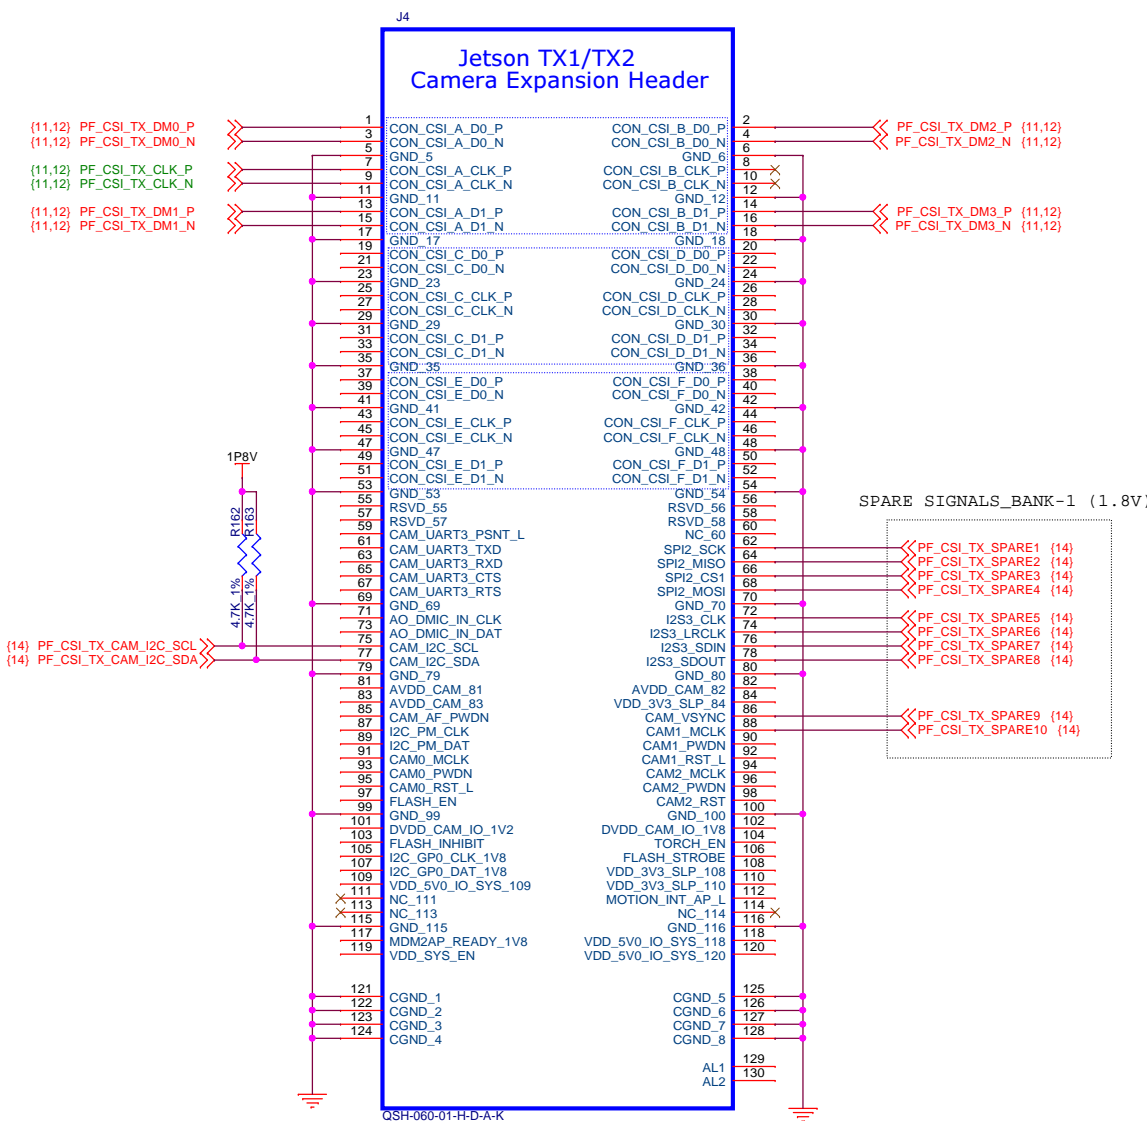 J4
Jetson TX1/TX2
Camera Expansion Header
{11,12} PF_CSI_TX_DM0_P 1 CON_CSI_A_D0_P CON_CSI_B_D0_P 2 PF_CSI_TX_DM2_P {11,12}
{11,12} PF_CSI_TX_DM0_N 3 CON_CSI_A_D0_N CON_CSI_B_D0_N 4 PF_CSI_TX_DM2_N {11,12}
5 GND_5 GND_6 6
{11,12} PF_CSI_TX_CLK_P 7 CON_CSI_A_CLK_P CON_CSI_B_CLK_P 8
{11,12} PF_CSI_TX_CLK_N 9 CON_CSI_A_CLK_N CON_CSI_B_CLK_N 10
11 GND_11 GND_12 12
{11,12} PF_CSI_TX_DM1_P 13 CON_CSI_A_D1_P CON_CSI_B_D1_P 14 PF_CSI_TX_DM3_P {11,12}
{11,12} PF_CSI_TX_DM1_N 15 CON_CSI_A_D1_N CON_CSI_B_D1_N 16 PF_CSI_TX_DM3_N {11,12}
17 GND_17 GND_18 18
19 CON_CSI_C_D0_P CON_CSI_D_D0_P 20
21 CON_CSI_C_D0_N CON_CSI_D_D0_N 22
23 GND_23 GND_24 24
25 CON_CSI_C_CLK_P CON_CSI_D_CLK_P 26
27 CON_CSI_C_CLK_N CON_CSI_D_CLK_N 28
29 GND_29 GND_30 30
31 CON_CSI_C_D1_P CON_CSI_D_D1_P 32
33 CON_CSI_C_D1_N CON_CSI_D_D1_N 34
35 GND_35 GND_36 36
37 CON_CSI_E_D0_P CON_CSI_F_D0_P 38
39 CON_CSI_E_D0_N CON_CSI_F_D0_N 40
41 GND_41 GND_42 42
43 CON_CSI_E_CLK_P CON_CSI_F_CLK_P 44
45 CON_CSI_E_CLK_N CON_CSI_F_CLK_N 46
47 GND_47 GND_48 48
1P8V
49 CON_CSI_E_D1_P CON_CSI_F_D1_P 50
51 CON_CSI_E_D1_N CON_CSI_F_D1_N 52
53 GND_53 GND_54 54
SPARE SIGNALS_BANK-1 (1.8V)
55 RSVD_55 RSVD_56 56
57 RSVD_57 RSVD_58 58
R162 R163
59 CAM_UART3_PSNT_L NC_60 60
61 CAM_UART3_TXD SPI2_SCK 62 PF_CSI_TX_SPARE1 {14}
63 CAM_UART3_RXD SPI2_MISO 64 PF_CSI_TX_SPARE2 {14}
65 CAM_UART3_CTS SPI2_CS1 66 PF_CSI_TX_SPARE3 {14}
67 CAM_UART3_RTS SPI2_MOSI 68 PF_CSI_TX_SPARE4 {14}
4.7K_1% 4.7K_1%
69 GND_69 GND_70 70
71 AO_DMIC_IN_CLK I2S3_CLK 72 PF_CSI_TX_SPARE5 {14}
73 AO_DMIC_IN_DAT I2S3_LRCLK 74 PF_CSI_TX_SPARE6 {14}
{14} PF_CSI_TX_CAM_I2C_SCL 75 CAM_I2C_SCL I2S3_SDIN 76 PF_CSI_TX_SPARE7 {14}
{14} PF_CSI_TX_CAM_I2C_SDA 77 CAM_I2C_SDA I2S3_SDOUT 78 PF_CSI_TX_SPARE8 {14}
79 GND_79 GND_80 80
81 AVDD_CAM_81 AVDD_CAM_82 82
83 AVDD_CAM_83 VDD_3V3_SLP_84 84
85 CAM_AF_PWDN CAM_VSYNC 86 PF_CSI_TX_SPARE9 {14}
87 I2C_PM_CLK CAM1_MCLK 88 PF_CSI_TX_SPARE10 {14}
89 I2C_PM_DAT CAM1_PWDN 90
91 CAM0_MCLK CAM1_RST_L 92
93 CAM0_PWDN CAM2_MCLK 94
95 CAM0_RST_L CAM2_PWDN 96
97 FLASH_EN CAM2_RST 98
99 GND_99 GND_100 100
101 DVDD_CAM_IO_1V2 DVDD_CAM_IO_1V8 102
103 FLASH_INHIBIT TORCH_EN 104
105 I2C_GP0_CLK_1V8 FLASH_STROBE 106
107 I2C_GP0_DAT_1V8 VDD_3V3_SLP_108 108
109 VDD_5V0_IO_SYS_109 VDD_3V3_SLP_110 110
111 NC_111 MOTION_INT_AP_L 112
113 NC_113 NC_114 114
115 GND_115 GND_116 116
117 MDM2AP_READY_1V8 VDD_5V0_IO_SYS_118 118
119 VDD_SYS_EN VDD_5V0_IO_SYS_120 120
121 CGND_1 CGND_5 125
122 CGND_2 CGND_6 126
123 CGND_3 CGND_7 127
124 CGND_4 CGND_8 128
AL1 129
AL2 130
QSH-060-01-H-D-A-K